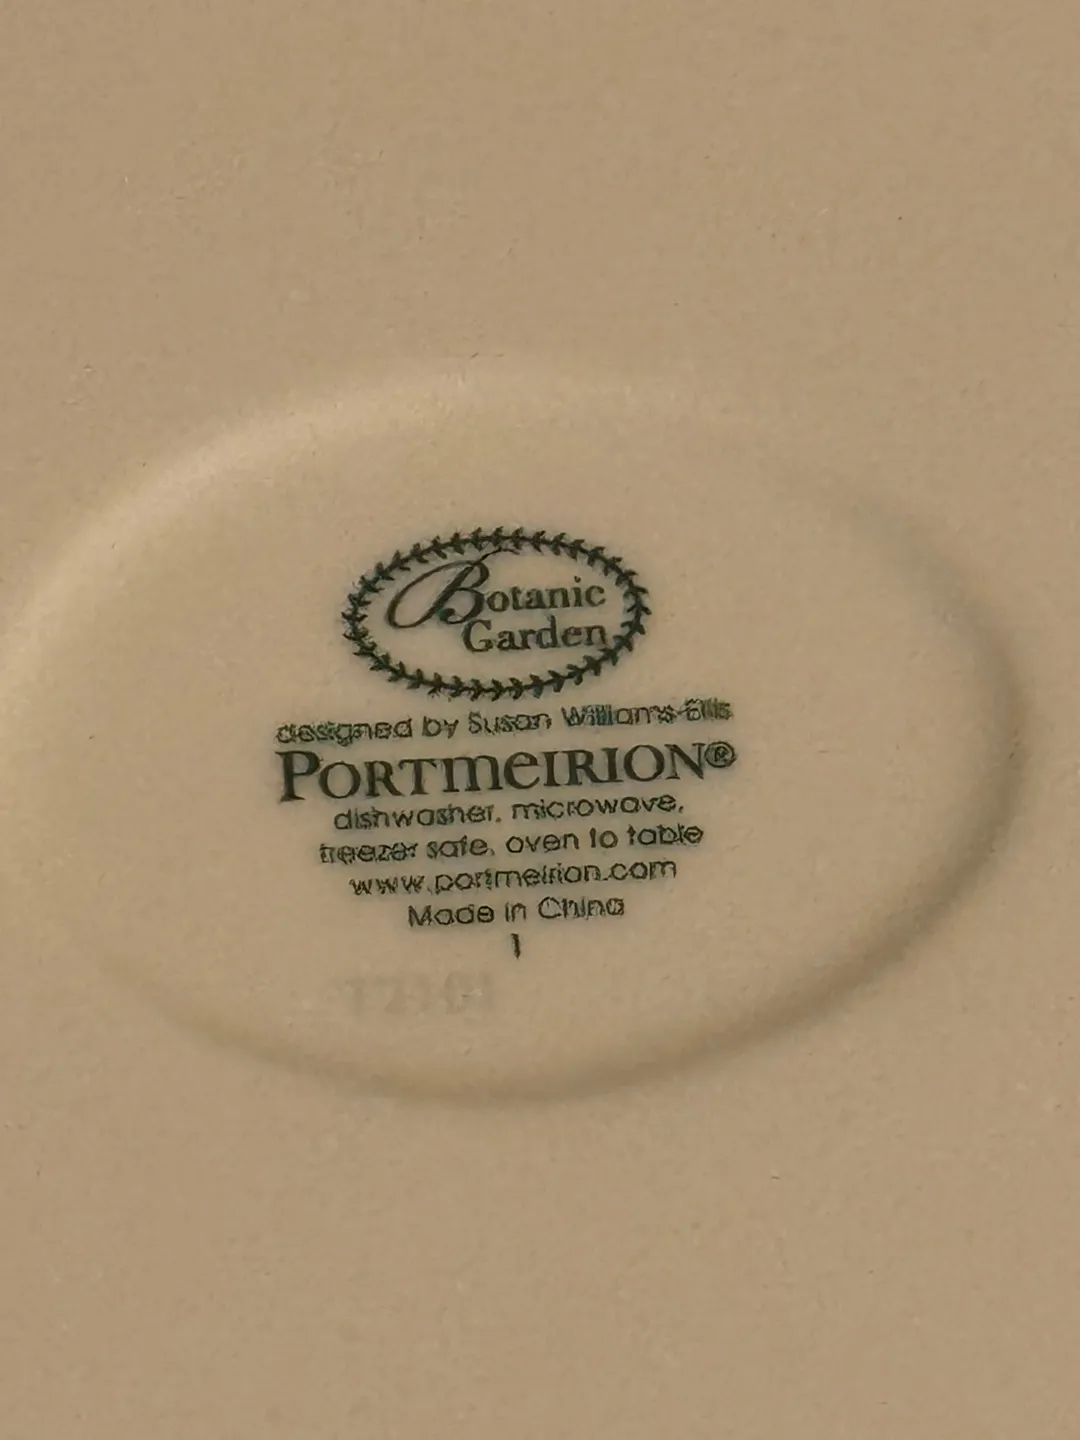 Botanic
Garden
designed by Susan Williams-Ellis
PORTMEIRION®
dishwasher, microwave,
freezer safe, oven to table
www.portmeirion.com
Made in China
1